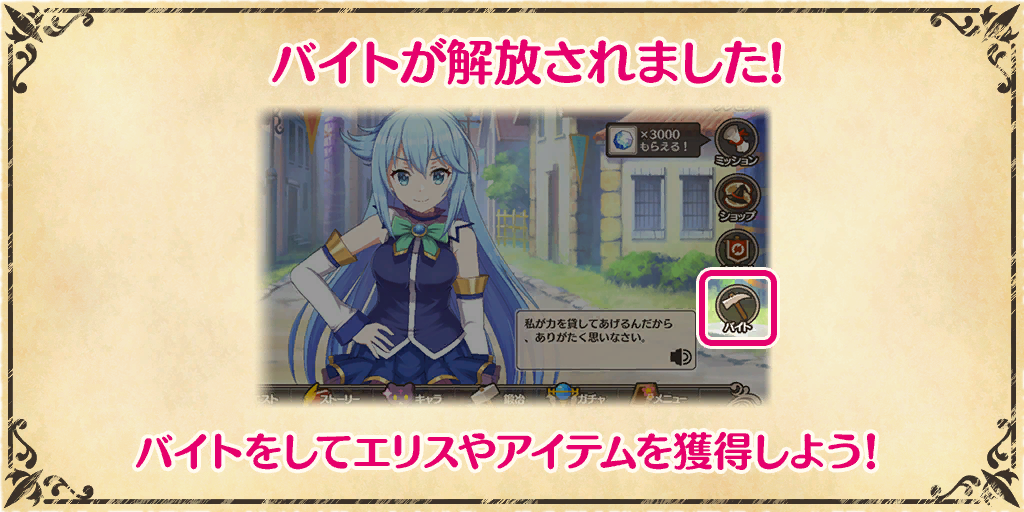 バイトが解放されました!
×3000
もらえる!
ミッション
ショップ
バイト
私が力を貸してあげるんだから
、ありがたく思いなさい。
スト ストーリー キャラ 鍛冶 ガチャ メニュー
バイトをしてエリスやアイテムを獲得しよう!